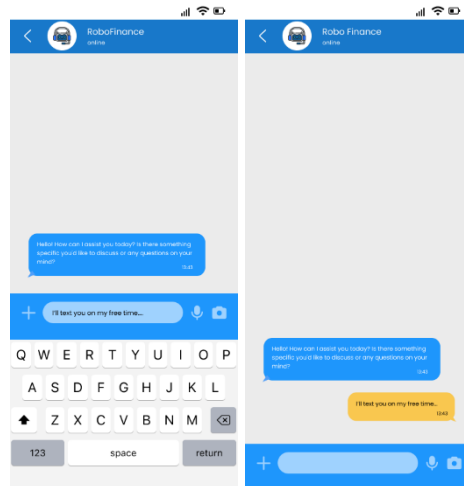 RoboFinance
online
Hello! How can I assist you today? Is there something
specific you'd like to discuss or any questions on your
mind?
13:43
I'll text you on my free time...
Q W E R T Y U I O P
A S D F G H J K L
Z X C V B N M
123 space return
Robo Finance
online
Hello! How can I assist you today? Is there something
specific you'd like to discuss or any questions on your
mind?
13:43
I'll text you on my free time...
13:43